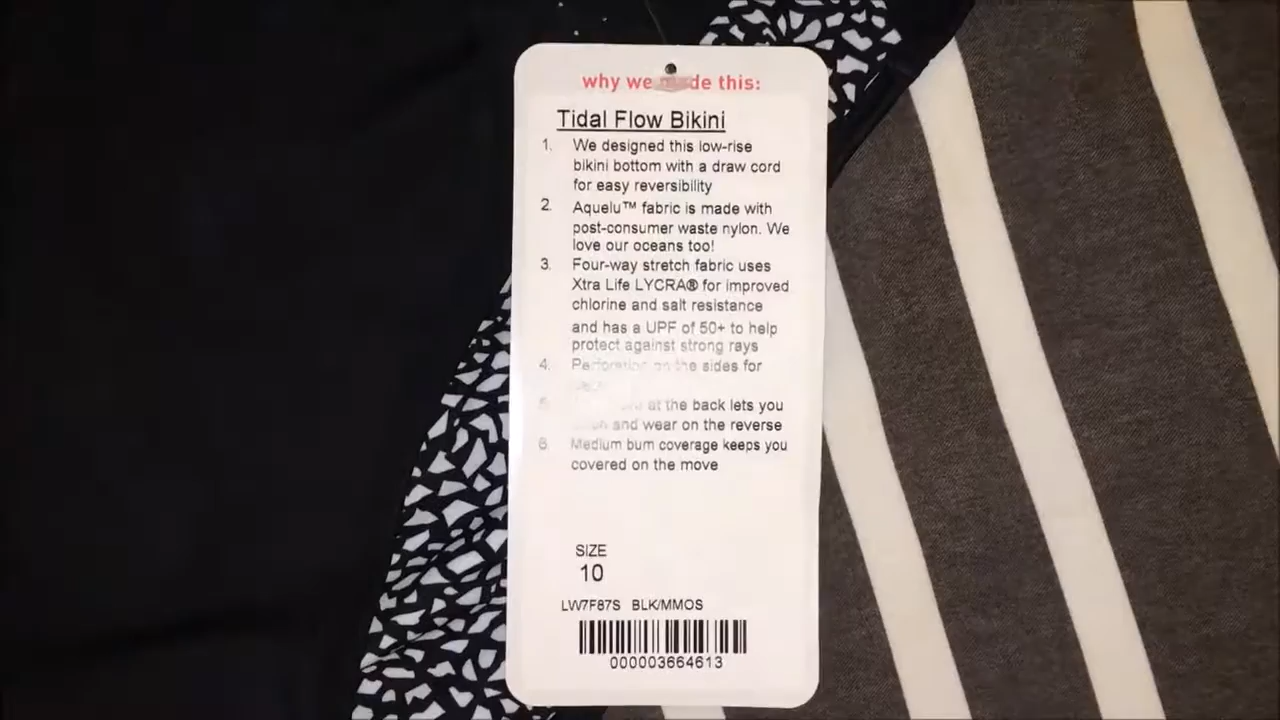 why we made this:
Tidal Flow Bikini
1. We designed this low-rise
bikini bottom with a draw cord
for easy reversibility
2. Aquelu™ fabric is made with
post-consumer waste nylon. We
love our oceans too!
3. Four-way stretch fabric uses
Xtra Life LYCRA® for improved
chlorine and salt resistance
and has a UPF of 50+ to help
protect against strong rays
4. Perforation on the sides for
5. at the back lets you
and wear on the reverse
6. Medium bum coverage keeps you
covered on the move
SIZE
10
LW7F87S BLK/MMOS
000003664613